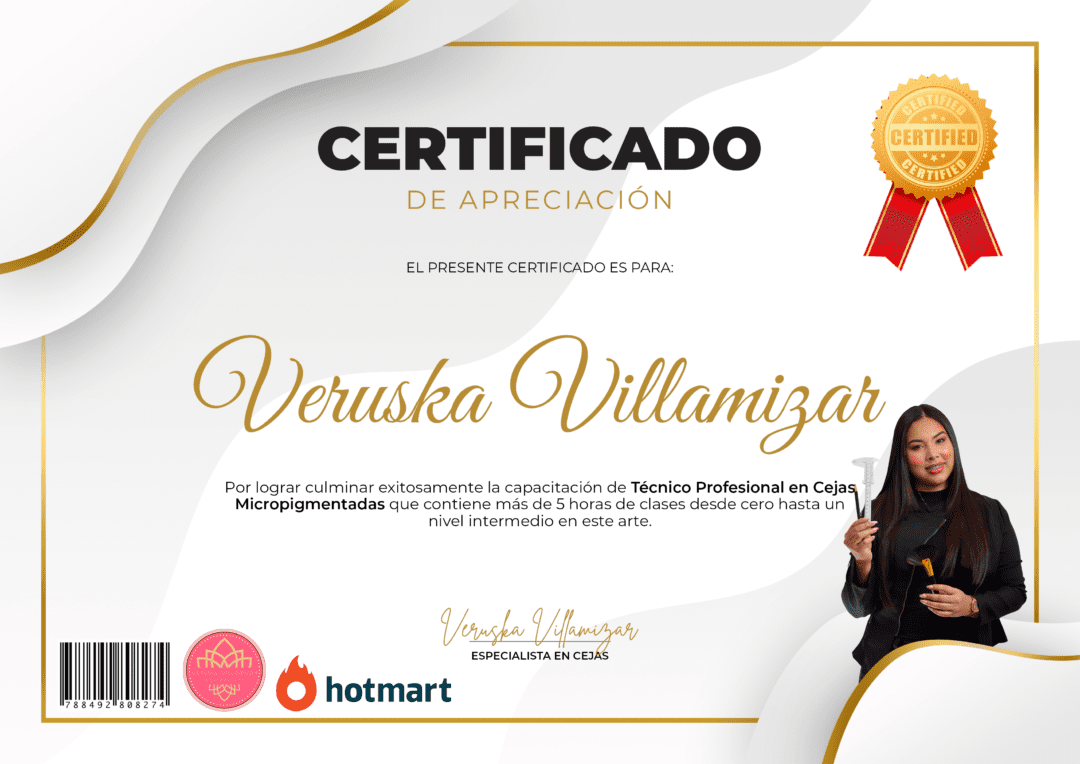 CERTIFICADO
DE APRECIACIÓN
CERTIFIED
CERTIFIED
CERTIFIED
EL PRESENTE CERTIFICADO ES PARA:
Veruska Villamizar
Por lograr culminar exitosamente la capacitación de Técnico Profesional en Cejas
Micropigmentadas que contiene más de 5 horas de clases desde cero hasta un
nivel intermedio en este arte.
Veruska Villamizar
ESPECIALISTA EN CEJAS
788492 808274
hotmart